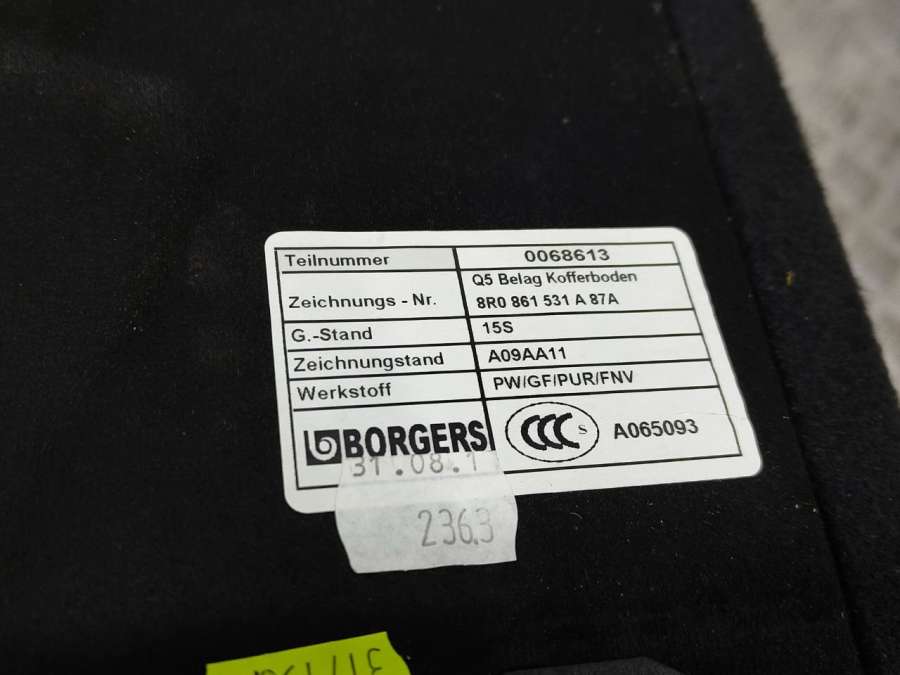 Teilnummer 0068613
Zeichnungs - Nr. Q5 Belag Kofferboden
8R0 861 531 A 87A
G.-Stand 15S
Zeichnungstand A09AA11
Werkstoff PW/GF/PUR/FNV
BORGERS CCC S A065093
31.08.1
2363